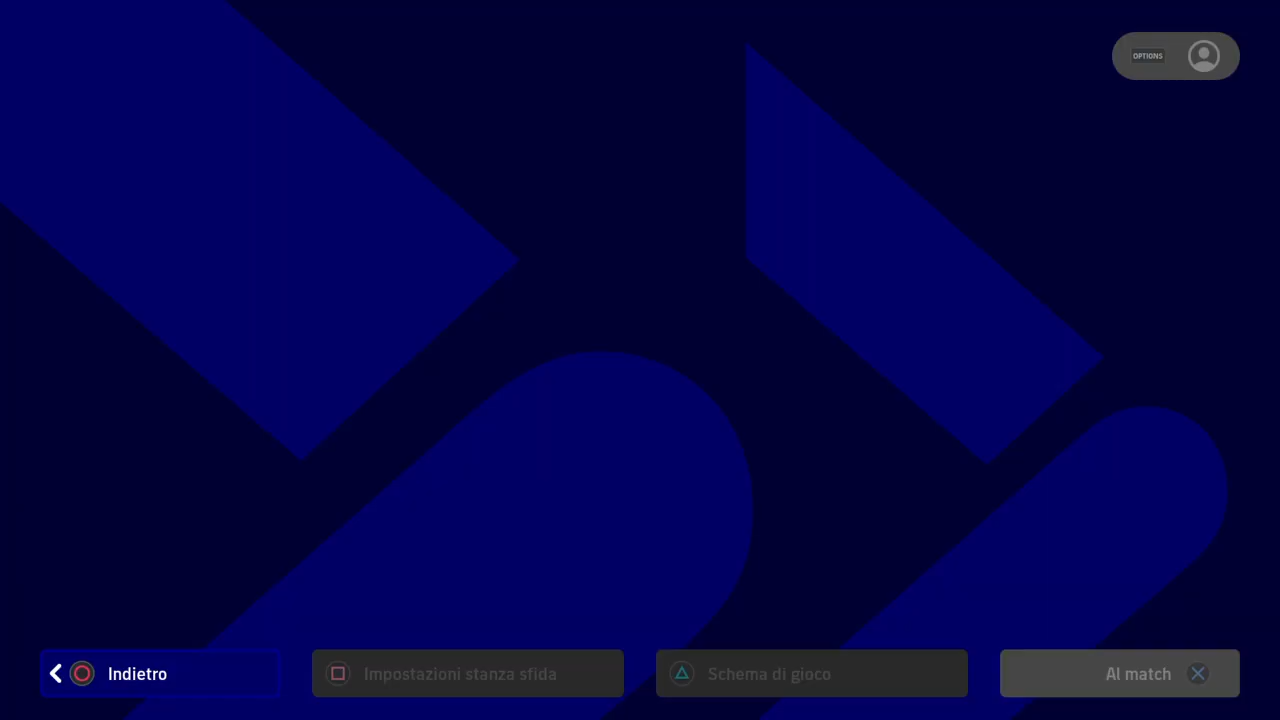 OPTIONS
Indietro
Impostazioni stanza sfida
Schema di gioco
Al match